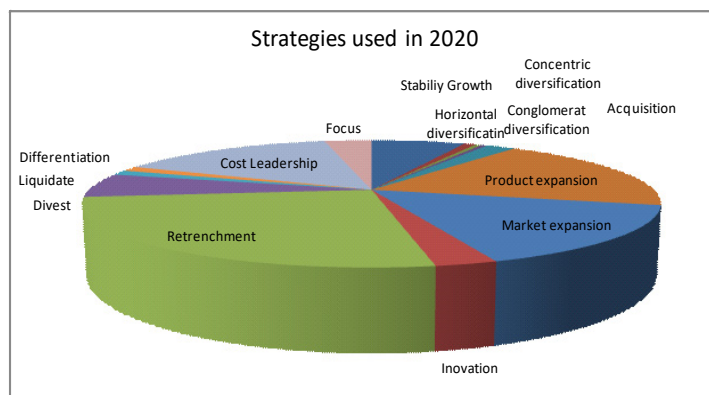 Strategies used in 2020
Concentric
diversification
Stabiliy Growth
Acquisition
Horizontal
diversificatin
Conglomerat
diversification
Focus
Differentiation
Cost Leadership
Liquidate
Product expansion
Divest
Market expansion
Retrenchment
Inovation